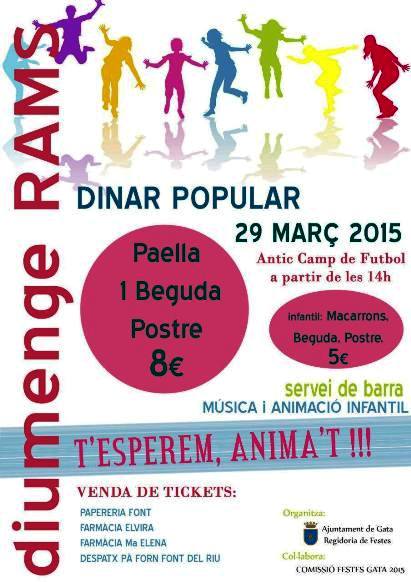 diumenge RAMS
DINAR POPULAR
29 MARÇ 2015
Antic Camp de Futbol
a partir de les 14h
Paella
1 Beguda
Postre
8€
infantil: Macarrons,
Beguda, Postre.
5€
servei de barra
MÚSICA i ANIMACIÓ INFANTIL
T'ESPEREM, ANIMA'T !!!
VENDA DE TICKETS:
PAPERERIA FONT
FARMÀCIA ELVIRA
FARMÀCIA Mª ELENA
DESPATX PÀ FORN FONT DEL RIU
Organitza:
Ajuntament de Gata
Regidoria de Festes
Col·labora:
COMISSIÓ FESTES GATA 2015